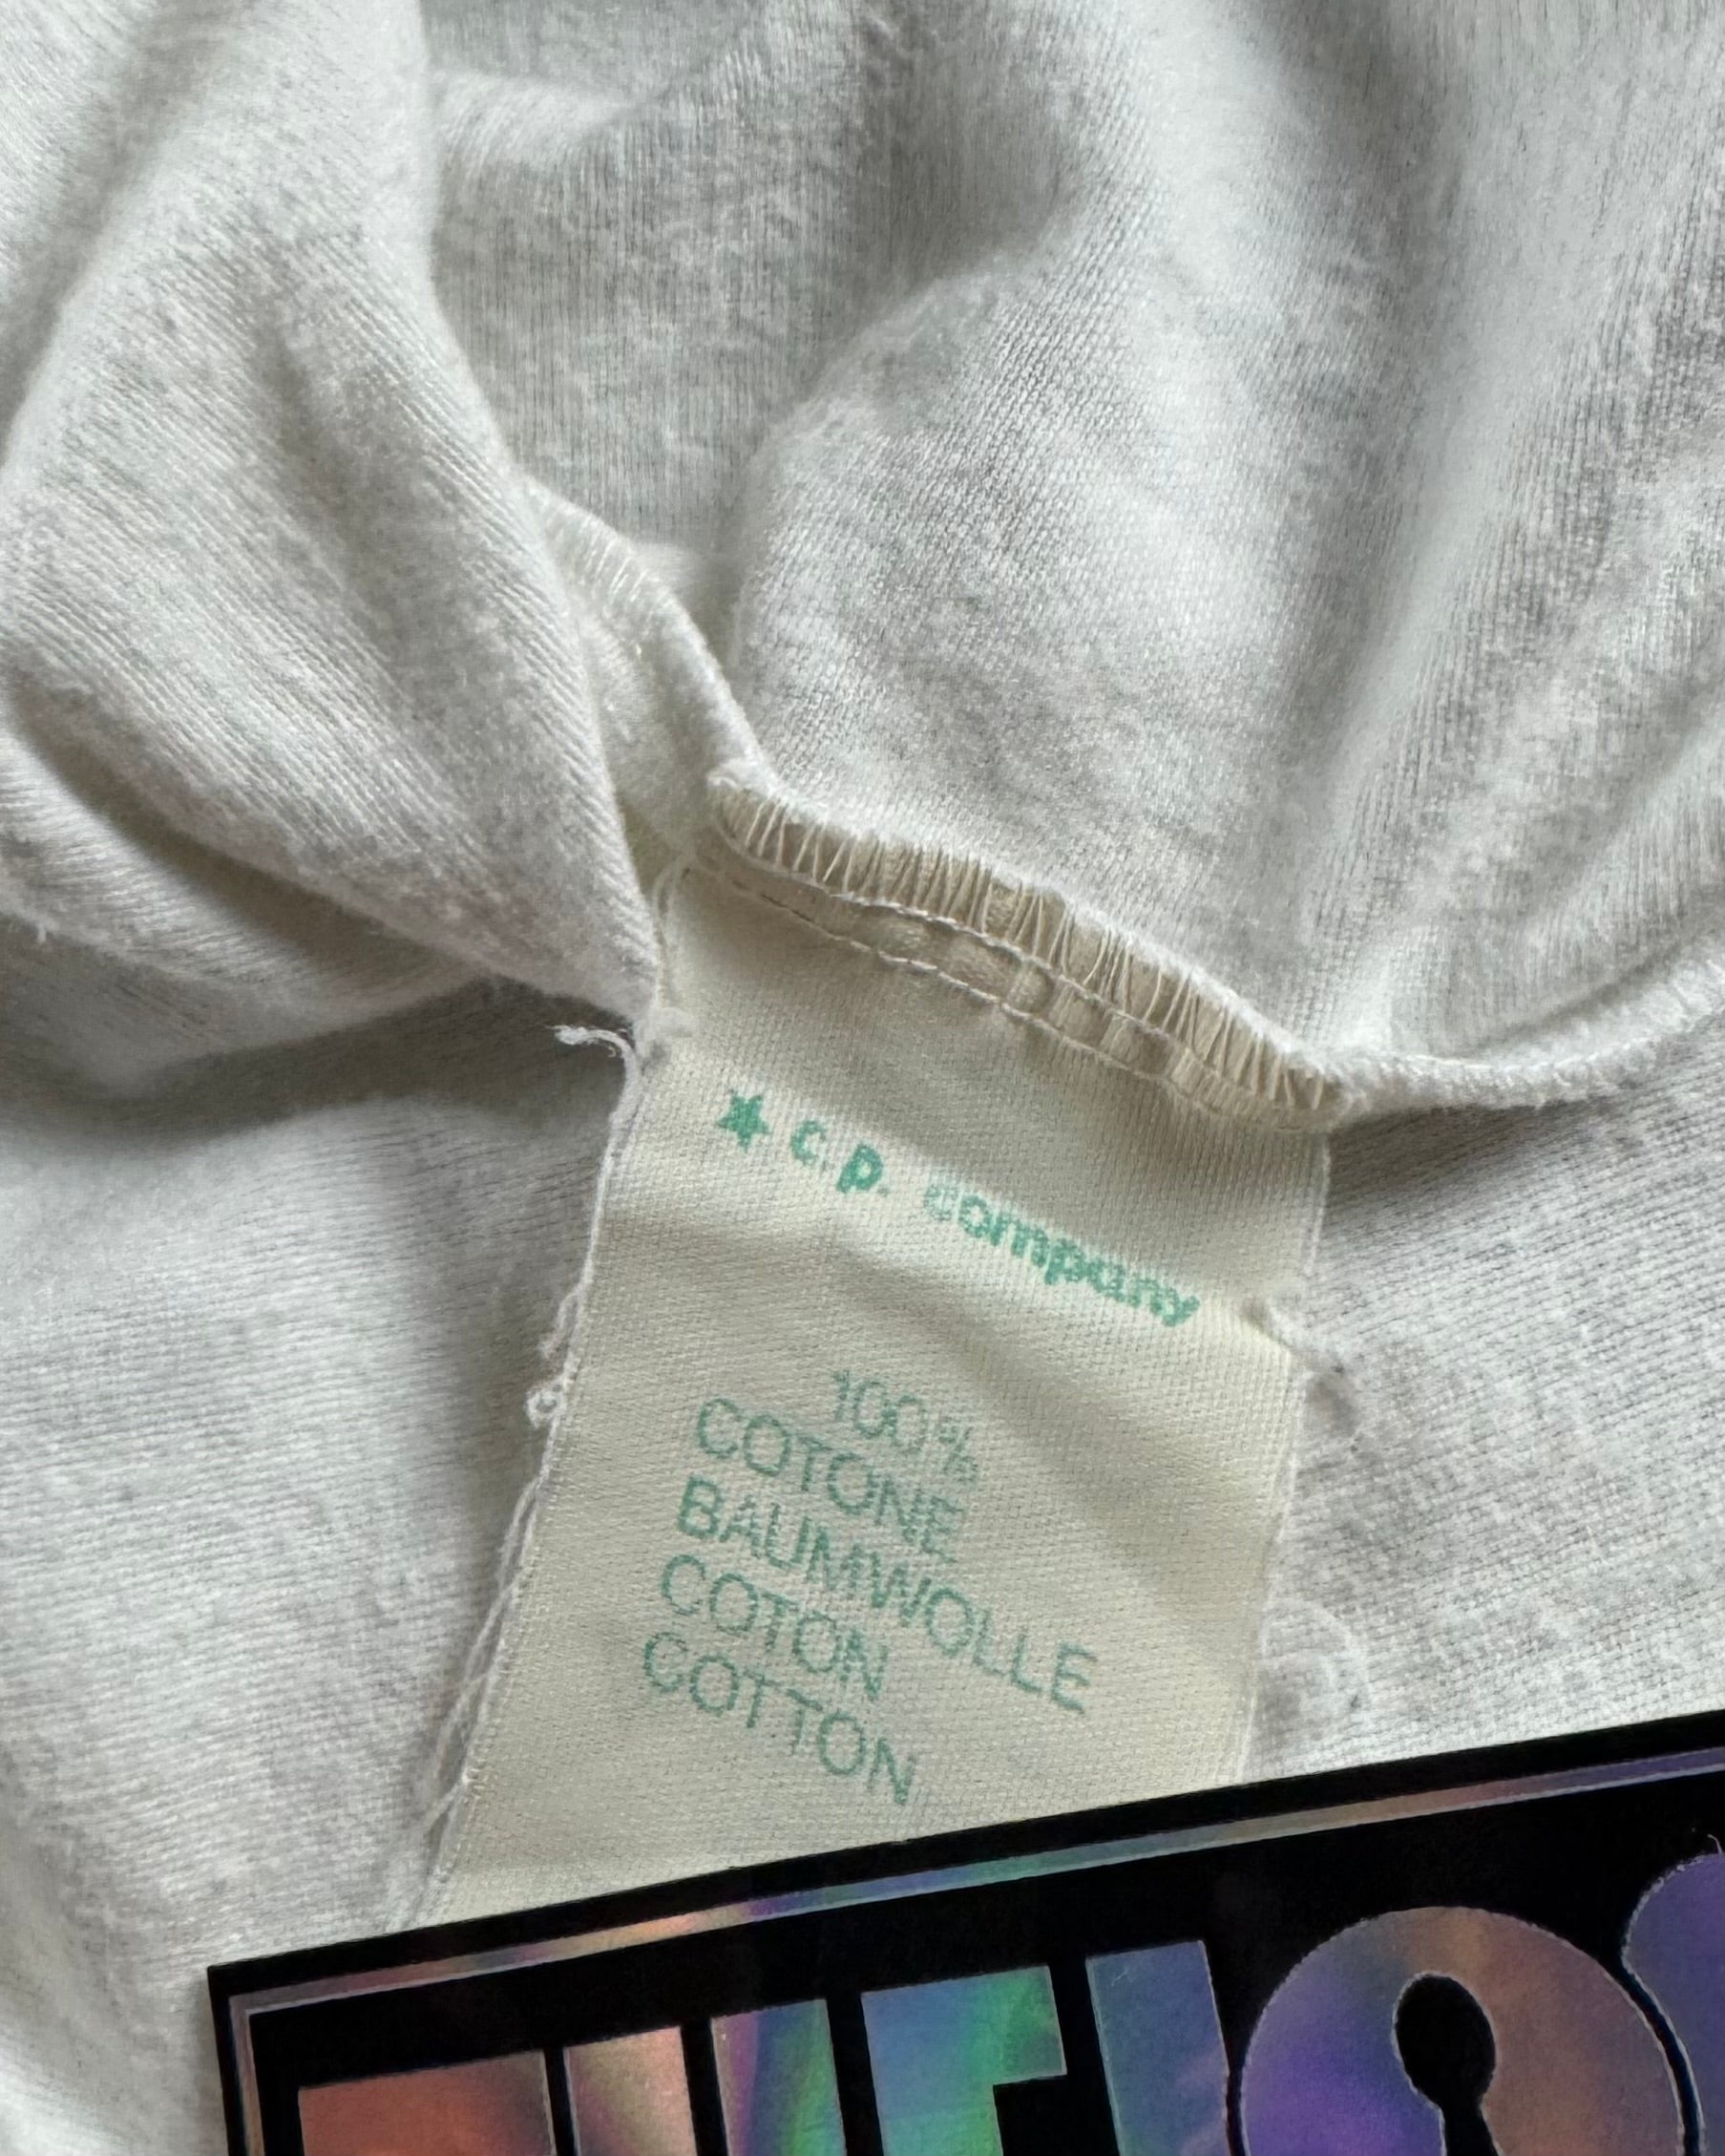 ★ c.p. company
100%
COTONE
BAUMWOLLE
COTON
COTTON